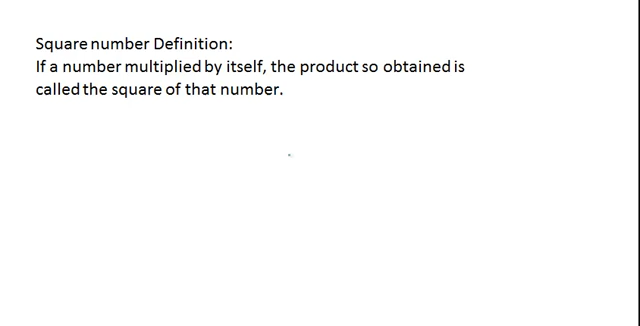 Square number Definition:
If a number multiplied by itself, the product so obtained is
called the square of that number.